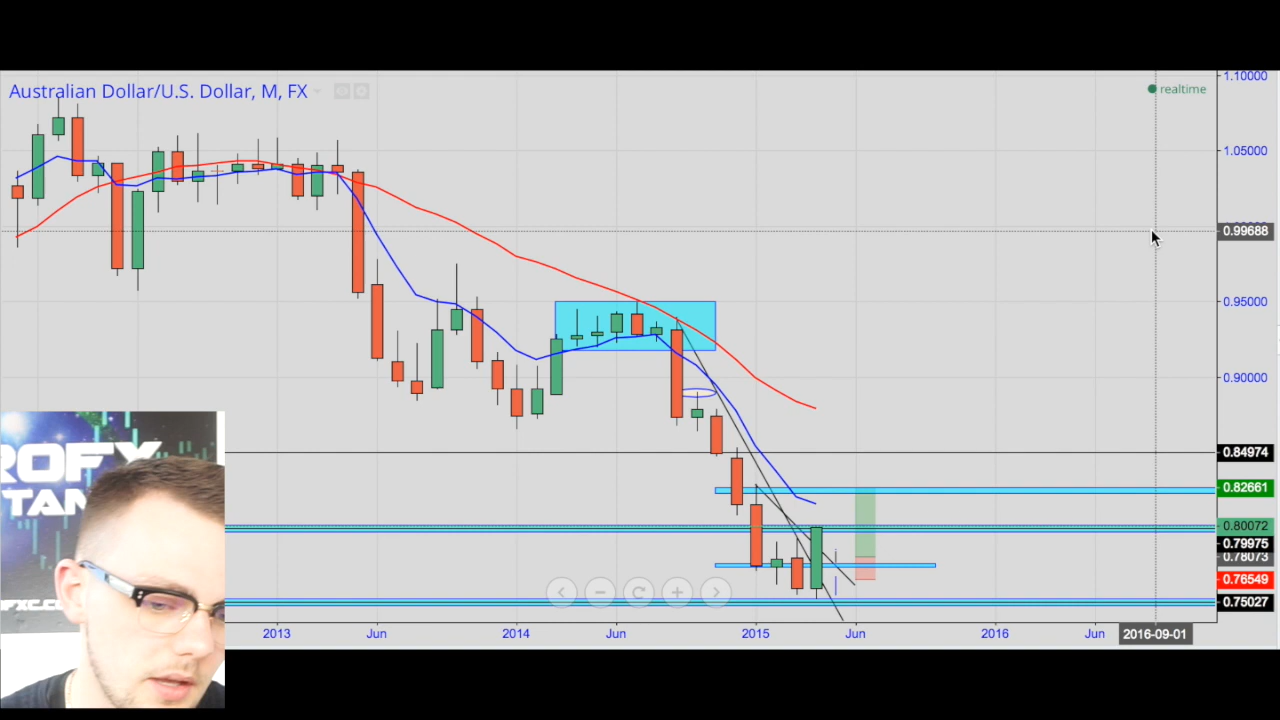 Australian Dollar/U.S. Dollar, M, FX
realtime
1.10000
1.05000
0.99688
0.95000
0.90000
0.84974
0.82661
0.80072
0.79975
0.78073
0.76549
0.75027
2013
Jun
2014
Jun
2015
Jun
2016
Jun
2016-09-01
ROFX
STAN